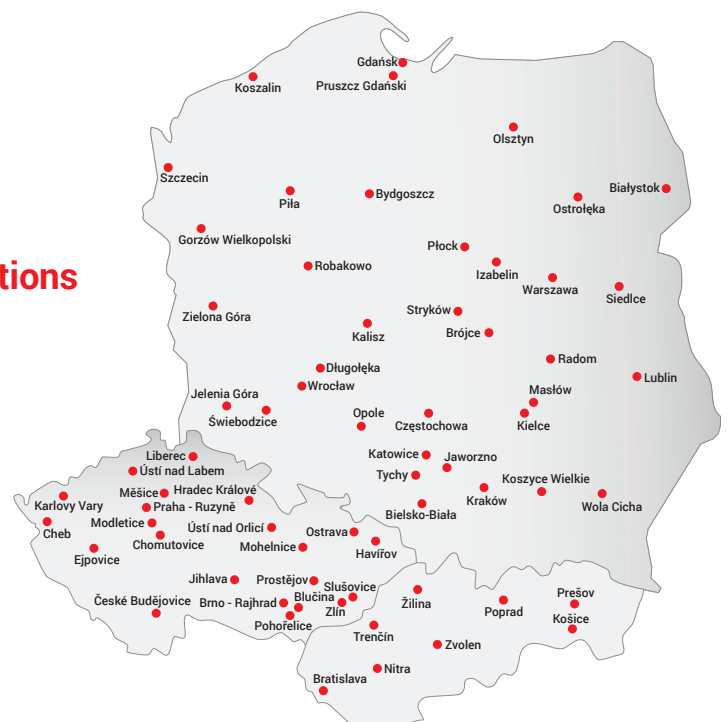 Gdańsk
Koszalin
Pruszcz Gdański
Olsztyn
Szczecin
Białystok
Piła
Bydgoszcz
Ostrołęka
Gorzów Wielkopolski
Płock
tions
Robakowo
Izabelin
Warszawa
Siedlce
Zielona Góra
Stryków
Kalisz
Brójce
Radom
Długołęka
Lublin
Wrocław
Masłów
Jelenia Góra
Świebodzice
Opole
Częstochowa
Kielce
Liberec
Katowice
Jaworzno
Ústí nad Labem
Tychy
Koszyce Wielkie
Měšice
Hradec Králové
Kraków
Karlovy Vary
Praha - Ruzyně
Wola Cicha
Bielsko-Biała
Modletice
Ústí nad Orlicí
Ostrava
Cheb
Chomutovice
Mohelnice
Havířov
Ejpovice
Jihlava
Prostějov
Slušovice
České Budějovice
Brno - Rajhrad
Blučina
Zlín
Žilina
Poprad
Prešov
Pohořelice
Košice
Trenčín
Zvolen
Nitra
Bratislava